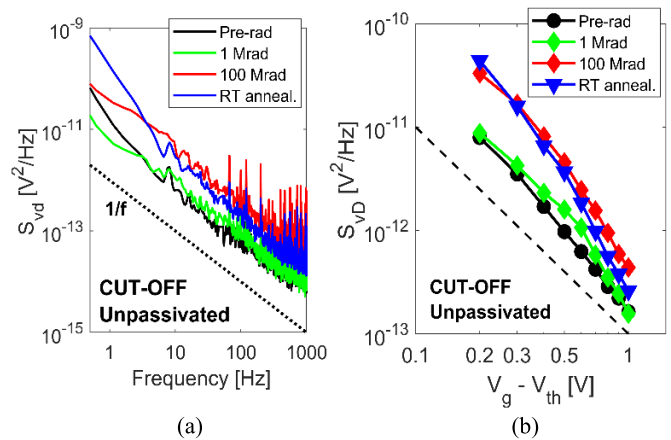 Pre-rad
1 Mrad
100 Mrad
RT anneal.
10⁻⁹
10⁻¹¹
10⁻¹³
10⁻¹⁵
S_vd [V²/Hz]
1/f
CUT-OFF
Unpassivated
1 10 100 1000
Frequency [Hz]
(a)
Pre-rad
1 Mrad
100 Mrad
RT anneal.
10⁻¹⁰
10⁻¹¹
10⁻¹²
10⁻¹³
S_vD [V²/Hz]
CUT-OFF
Unpassivated
0.1 0.2 0.3 0.5 1
V_g - V_th [V]
(b)